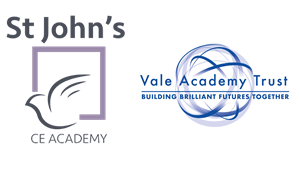 St John's
CE ACADEMY
Vale Academy Trust
BUILDING BRILLIANT FUTURES TOGETHER